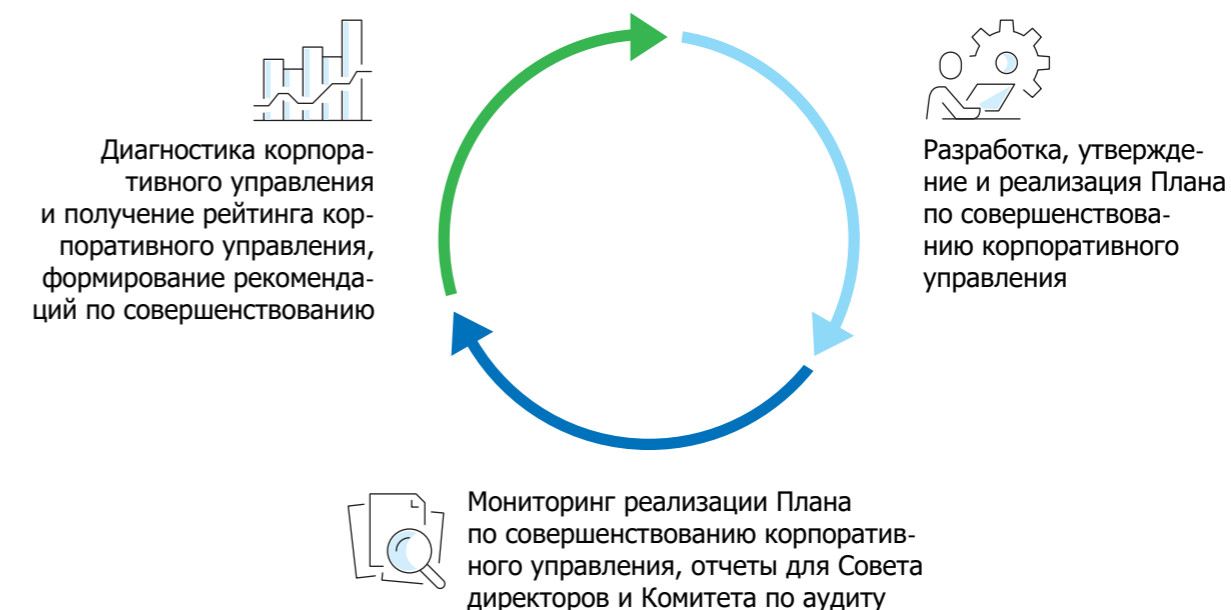 Диагностика корпора-
тивного управления
и получение рейтинга кор-
поративного управления,
формирование рекоменда-
ций по совершенствованию
Разработка, утвержде-
ние и реализация Плана
по совершенствова-
нию корпоративного
управления
Мониторинг реализации Плана
по совершенствованию корпоратив-
ного управления, отчеты для Совета
директоров и Комитета по аудиту